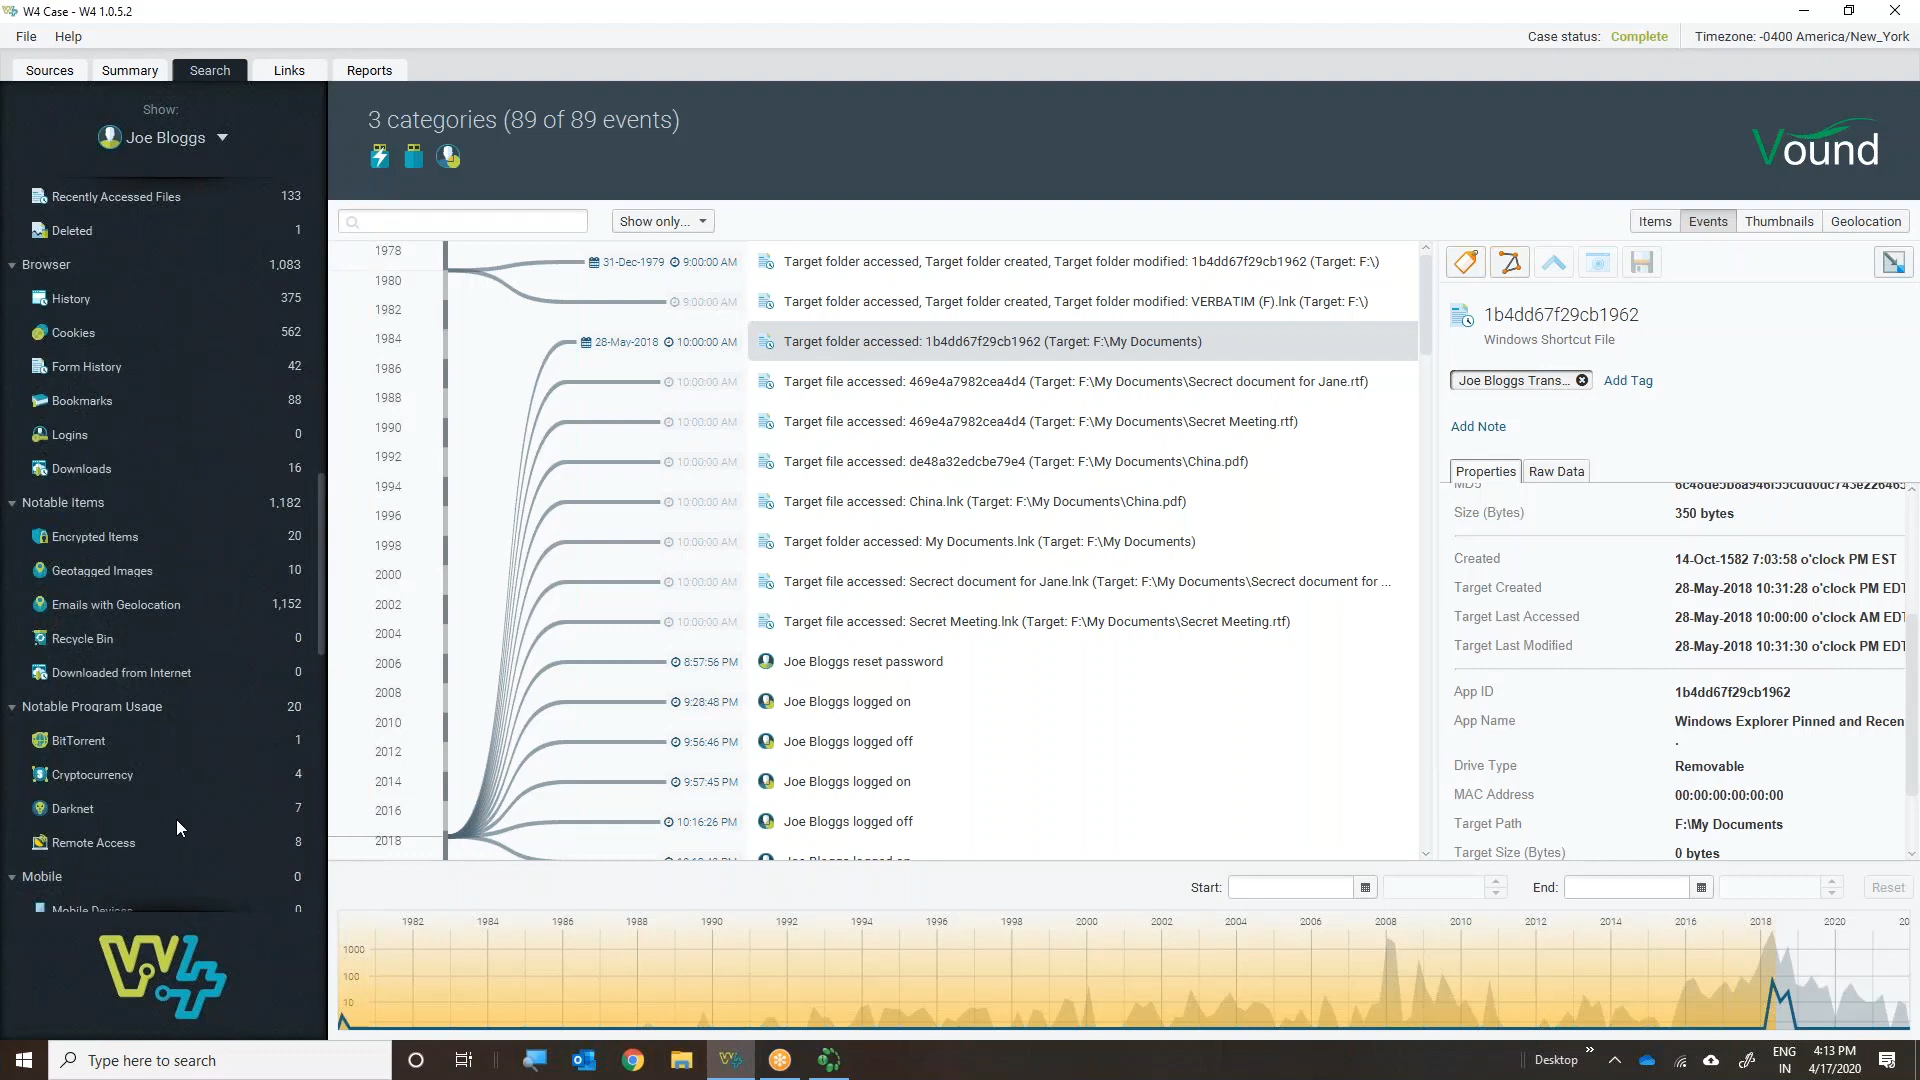 W4 Case - W4 1.0.5.2
File Help
Case status: Complete Timezone: -0400 America/New_York
Sources Summary Search Links Reports
Show:
Joe Bloggs
Recently Accessed Files 133
Deleted 1
Browser 1,083
History 375
Cookies 562
Form History 42
Bookmarks 88
Logins 0
Downloads 16
Notable Items 1,182
Encrypted Items 20
Geotagged Images 10
Emails with Geolocation 1,152
Recycle Bin 0
Downloaded from Internet 0
Notable Program Usage 20
BitTorrent 1
Cryptocurrency 4
Darknet 7
Remote Access 8
Mobile 0
Mobile Devices 0
W4
3 categories (89 of 89 events)
Vound
Show only...
Items Events Thumbnails Geolocation
1978
1980
1982
1984
1986
1988
1990
1992
1994
1996
1998
2000
2002
2004
2006
2008
2010
2012
2014
2016
2018
31-Dec-1979 9:00:00 AM Target folder accessed, Target folder created, Target folder modified: 1b4dd67f29cb1962 (Target: F:\)
9:00:00 AM Target folder accessed, Target folder created, Target folder modified: VERBATIM (F).lnk (Target: F:\)
28-May-2018 10:00:00 AM Target folder accessed: 1b4dd67f29cb1962 (Target: F:\My Documents)
10:00:00 AM Target file accessed: 469e4a7982cea4d4 (Target: F:\My Documents\Secrect document for Jane.rtf)
10:00:00 AM Target file accessed: 469e4a7982cea4d4 (Target: F:\My Documents\Secret Meeting.rtf)
10:00:00 AM Target file accessed: de48a32edcbe79e4 (Target: F:\My Documents\China.pdf)
10:00:00 AM Target file accessed: China.lnk (Target: F:\My Documents\China.pdf)
10:00:00 AM Target folder accessed: My Documents.lnk (Target: F:\My Documents)
10:00:00 AM Target file accessed: Secrect document for Jane.lnk (Target: F:\My Documents\Secrect document for ...
10:00:00 AM Target file accessed: Secret Meeting.lnk (Target: F:\My Documents\Secret Meeting.rtf)
8:57:56 PM Joe Bloggs reset password
9:28:48 PM Joe Bloggs logged on
9:56:46 PM Joe Bloggs logged off
9:57:45 PM Joe Bloggs logged on
10:16:26 PM Joe Bloggs logged off
Joe Bloggs logged on
1b4dd67f29cb1962
Windows Shortcut File
Joe Bloggs Trans... Add Tag
Add Note
Properties Raw Data
MD5
Size (Bytes) 350 bytes
Created 14-Oct-1582 7:03:58 o'clock PM EST
Target Created 28-May-2018 10:31:28 o'clock PM EDT
Target Last Accessed 28-May-2018 10:00:00 o'clock AM EDT
Target Last Modified 28-May-2018 10:31:30 o'clock PM EDT
App ID 1b4dd67f29cb1962
App Name Windows Explorer Pinned and Recen
.
Drive Type Removable
MAC Address 00:00:00:00:00:00
Target Path F:\My Documents
Target Size (Bytes) 0 bytes
Start: End: Reset
1982 1984 1986 1988 1990 1992 1994 1996 1998 2000 2002 2004 2006 2008 2010 2012 2014 2016 2018 2020 20
1000
100
10
Type here to search
Desktop
ENG
IN
4:13 PM
4/17/2020